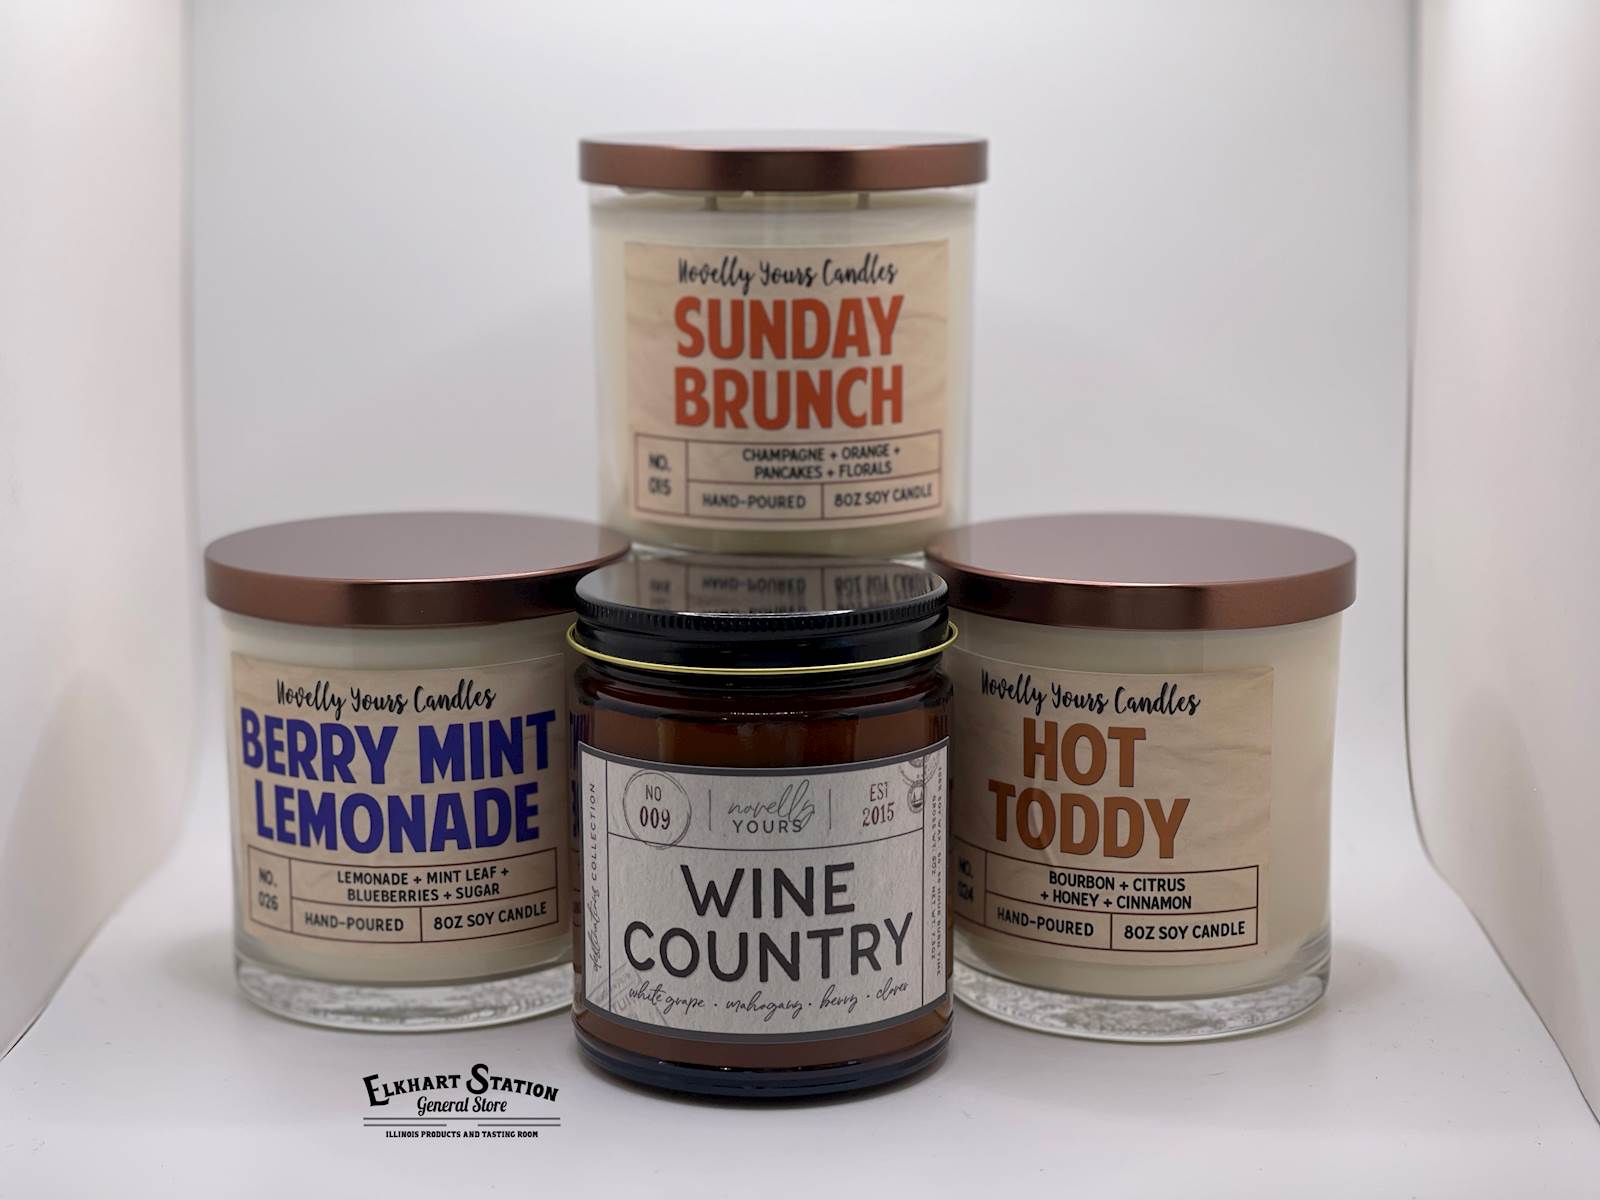 Novelly Yours Candles
SUNDAY
BRUNCH
NO.
015
CHAMPAGNE + ORANGE +
PANCAKES + FLORALS
HAND-POURED
8OZ SOY CANDLE
Novelly Yours Candles
BERRY MINT
LEMONADE
NO.
026
LEMONADE + MINT LEAF +
BLUEBERRIES + SUGAR
HAND-POURED
8OZ SOY CANDLE
NO
009
novelly
YOURS
EST
2015
destinations COLLECTION
WINE
COUNTRY
white grape • mahogany • berry • clover
Novelly Yours Candles
HOT
TODDY
NO.
024
BOURBON + CITRUS
+ HONEY + CINNAMON
HAND-POURED
8OZ SOY CANDLE
ELKHART STATION
General Store
ILLINOIS PRODUCTS AND TASTING ROOM